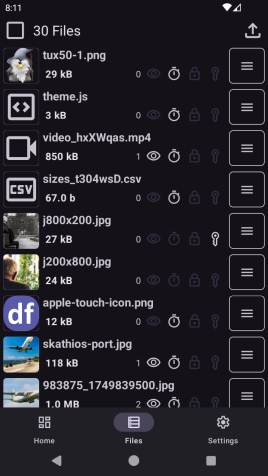 8:11
30 Files
tux50-1.png
29 kB 0
theme.js
3 kB 0
video_hxXWqas.mp4
850 kB 1
CSV
sizes_t304wsD.csv
67.0 b 0
j800x200.jpg
27 kB 0
j200x800.jpg
24 kB 0
df
apple-touch-icon.png
12 kB 0
skathios-port.jpg
118 kB 1
983875_1749839500.jpg
1.0 MB 2
Home
Files
Settings